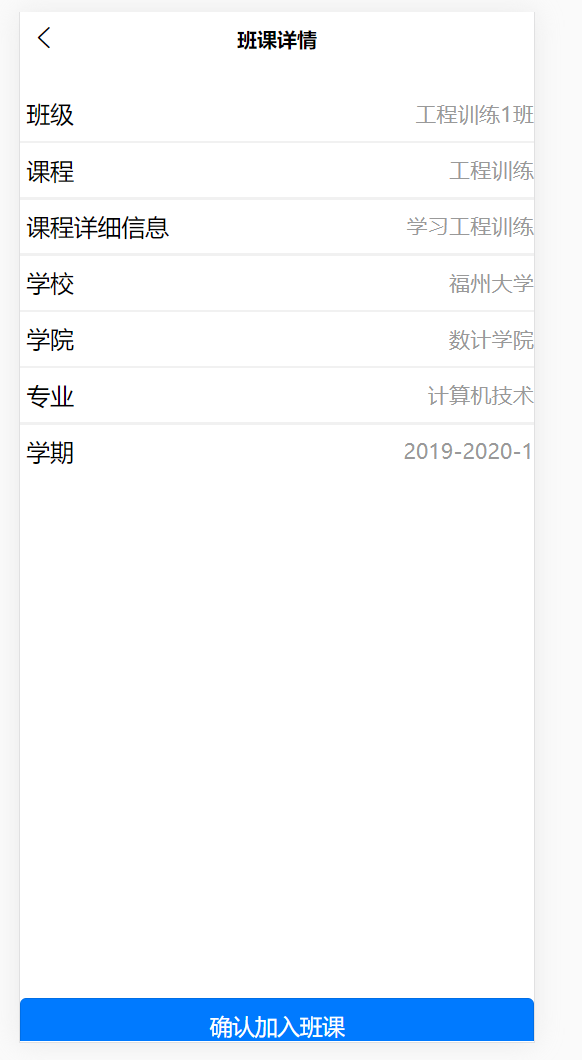 班课详情
班级 工程训练1班
课程 工程训练
课程详细信息 学习工程训练
学校 福州大学
学院 数计学院
专业 计算机技术
学期 2019-2020-1
确认加入班课